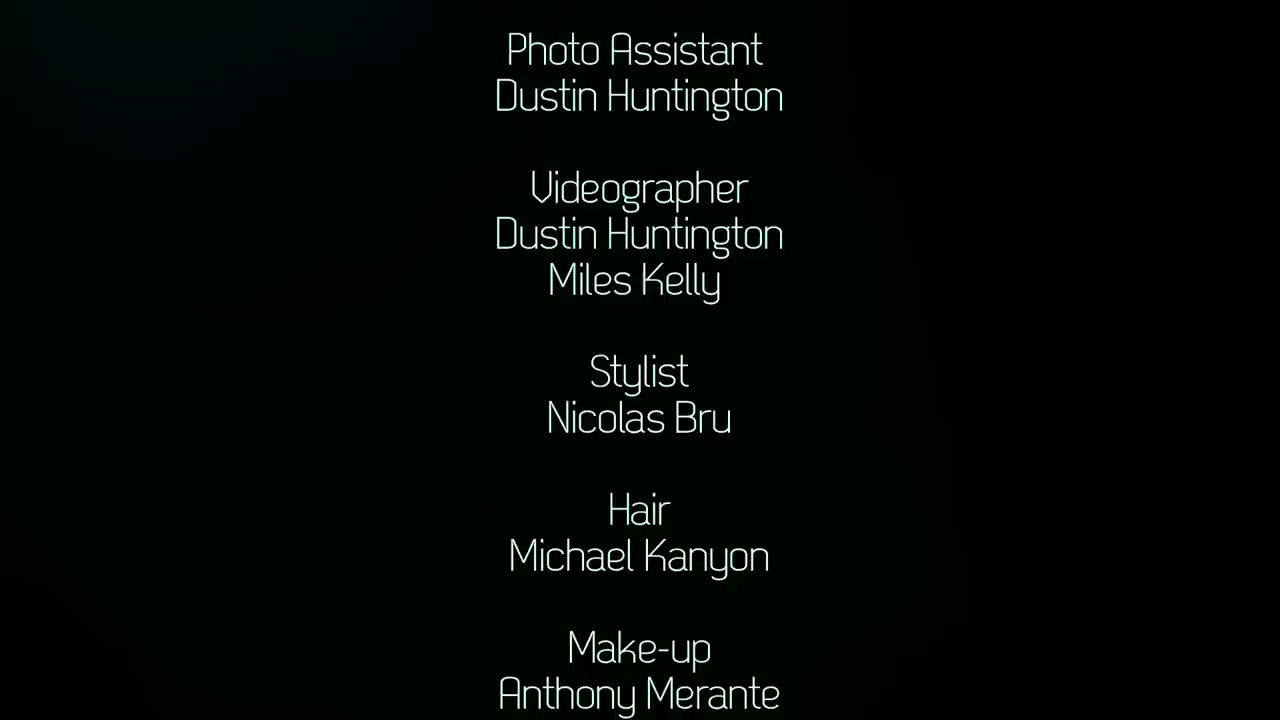 Photo Assistant
Dustin Huntington
Videographer
Dustin Huntington
Miles Kelly
Stylist
Nicolas Bru
Hair
Michael Kanyon
Make-up
Anthony Merante